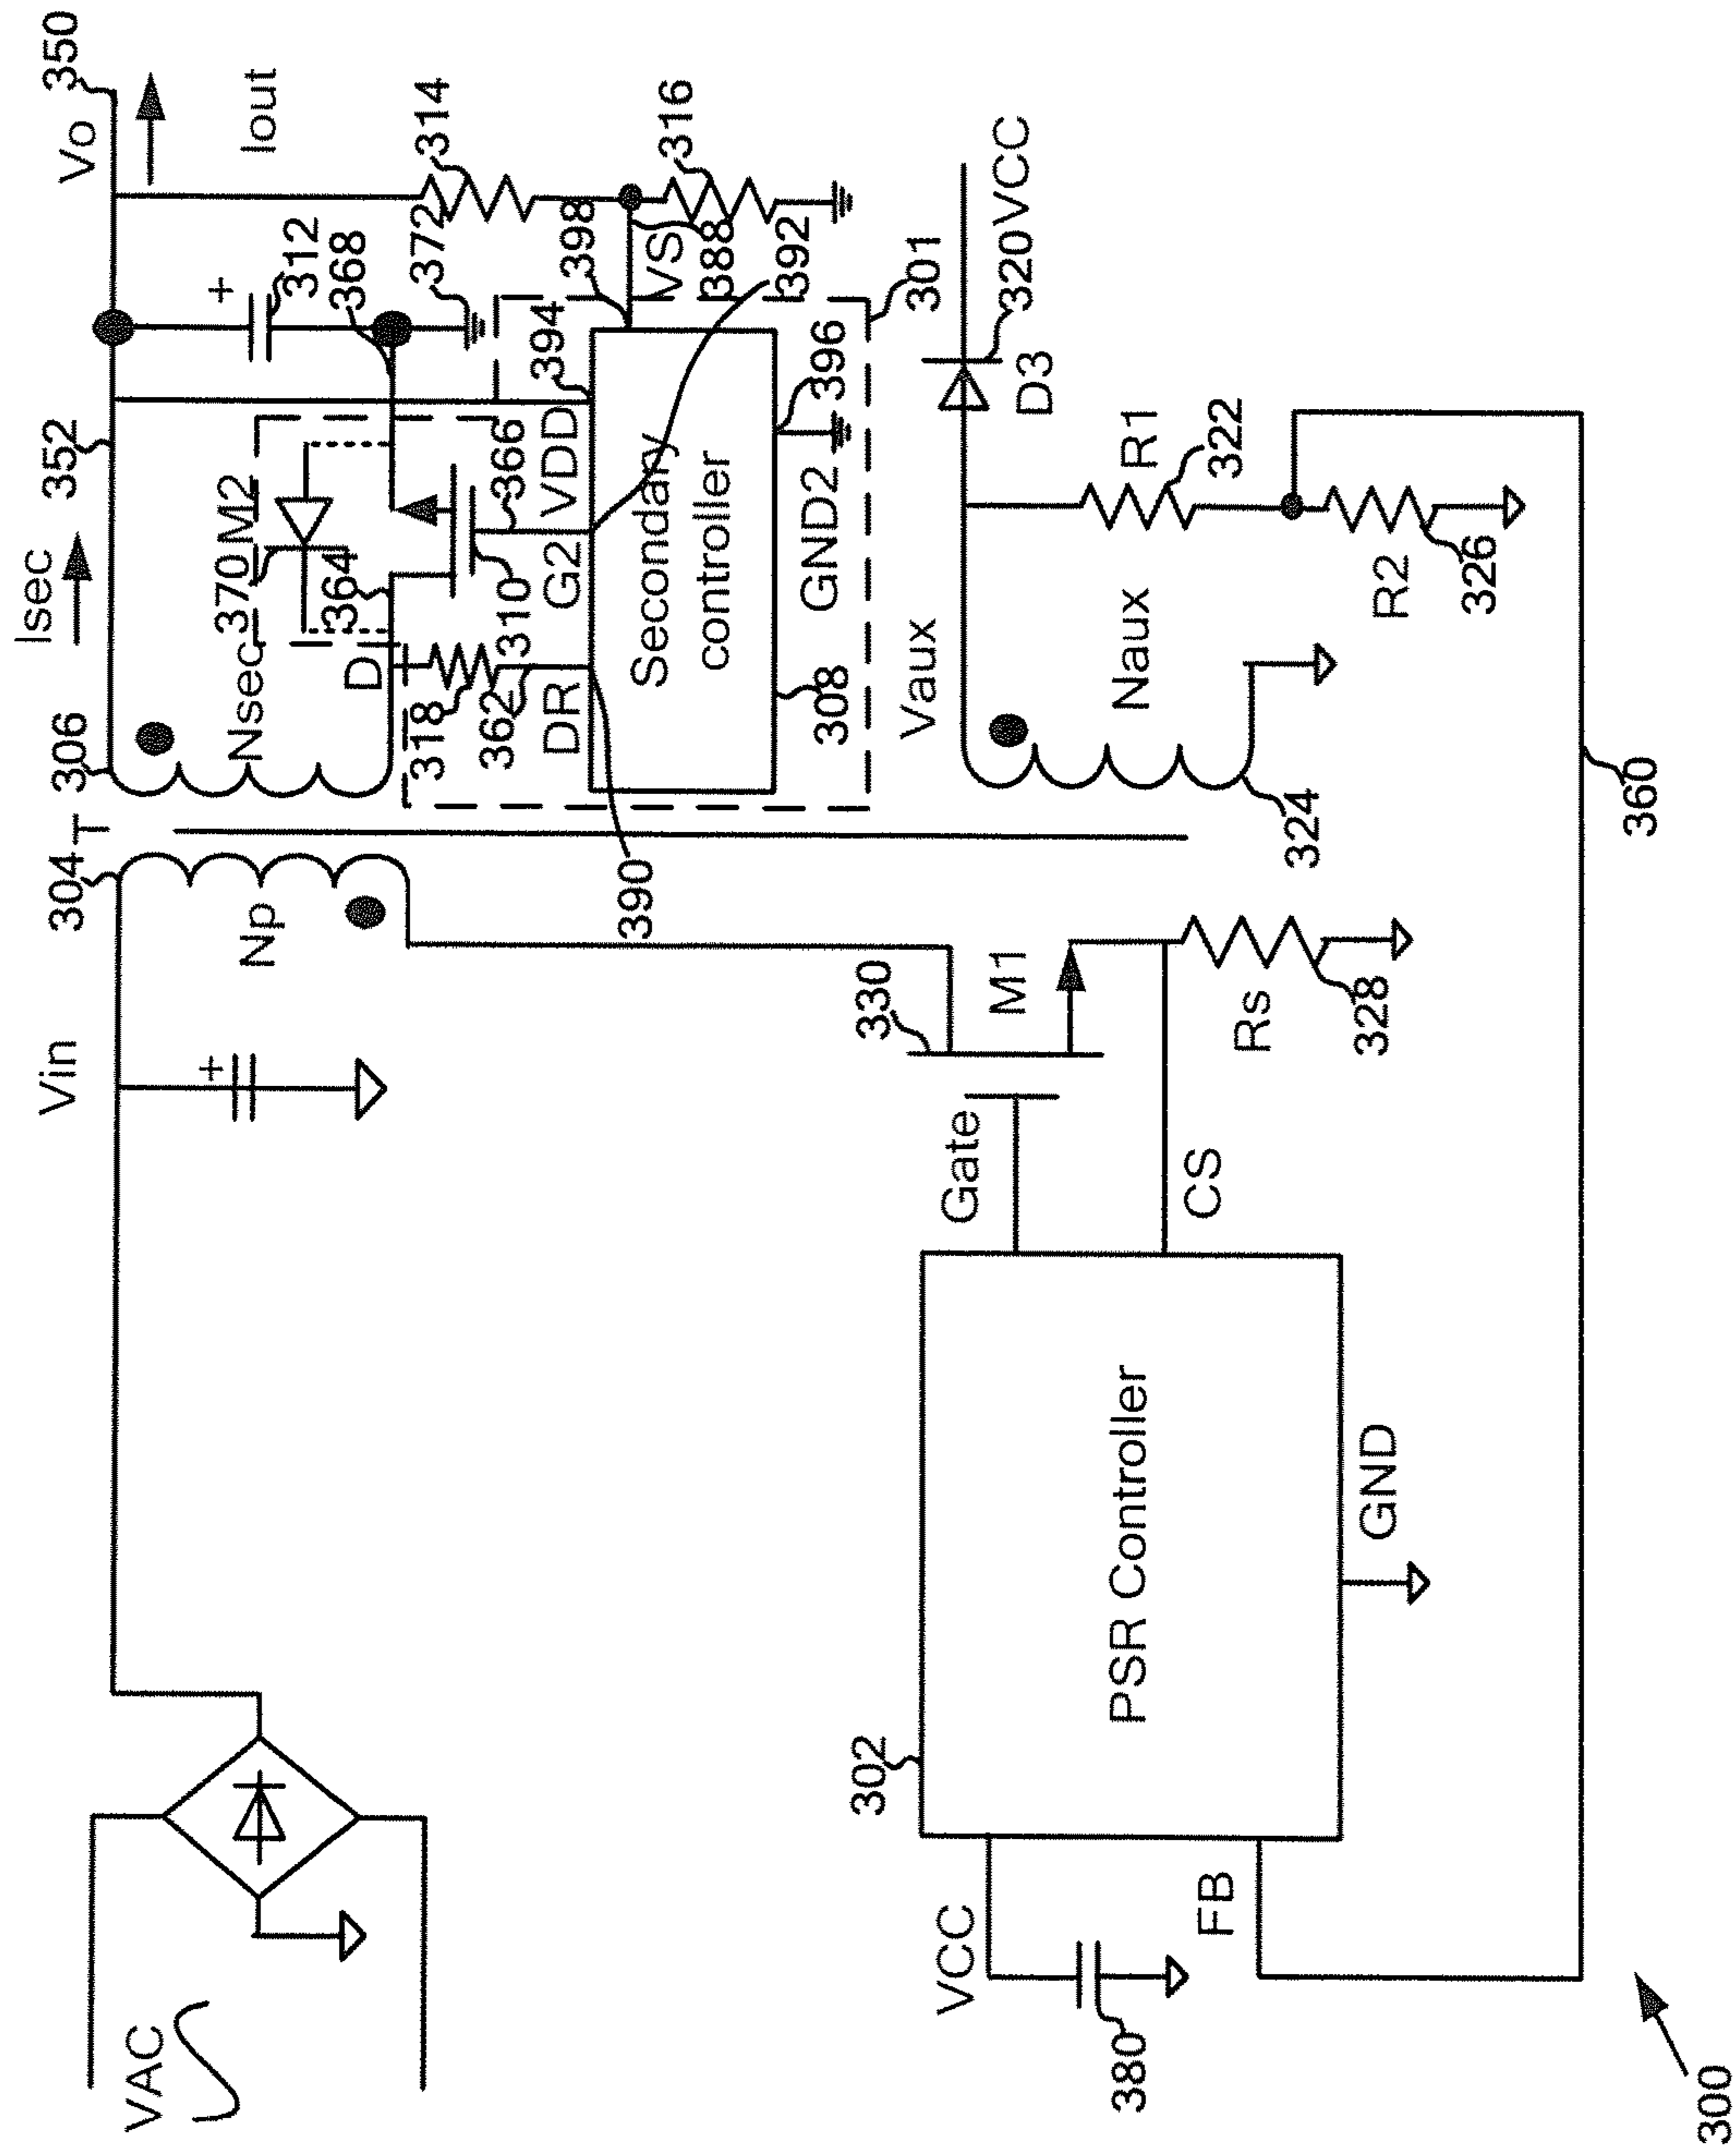 VAC
Vin
304
T
306
Isec
352
Vo
350
Np
Nsec
370
M2
364
D
318
362
310
366
368
312
+
+
372
Iout
314
316
DR
G2
VDD
394
398
VS
388
392
Secondary
controller
308
GND2
396
301
390
302
PSR Controller
VCC
380
FB
GND
Gate
CS
330
M1
Rs
328
Vaux
Naux
324
D3
320
VCC
R1
322
R2
326
360
300